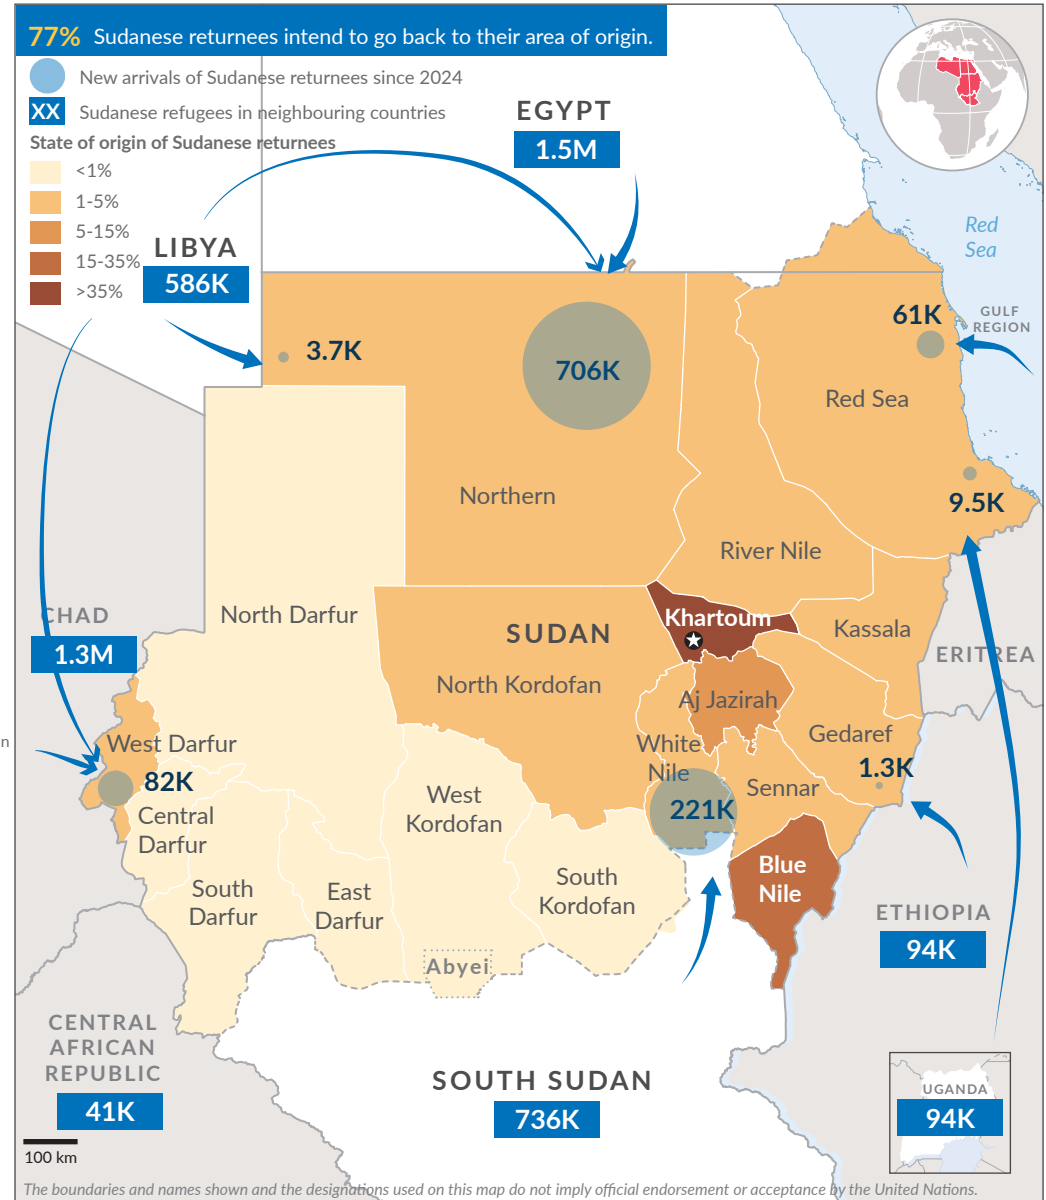 77% Sudanese returnees intend to go back to their area of origin.
New arrivals of Sudanese returnees since 2024
XX Sudanese refugees in neighbouring countries
State of origin of Sudanese returnees
<1%
1-5%
5-15%
15-35%
>35%
EGYPT
1.5M
LIBYA
586K
Red
Sea
GULF
REGION
61K
3.7K
706K
Red Sea
9.5K
Northern
River Nile
CHAD
1.3M
North Darfur
SUDAN
Khartoum
Kassala
ERITREA
North Kordofan
Aj Jazirah
n
West Darfur
White
Nile
Gedaref
1.3K
82K
Sennar
221K
Central
Darfur
West
Kordofan
South
Darfur
East
Darfur
South
Kordofan
Blue
Nile
ETHIOPIA
94K
Abyei
CENTRAL
AFRICAN
REPUBLIC
41K
SOUTH SUDAN
736K
UGANDA
94K
100 km
The boundaries and names shown and the designations used on this map do not imply official endorsement or acceptance by the United Nations.